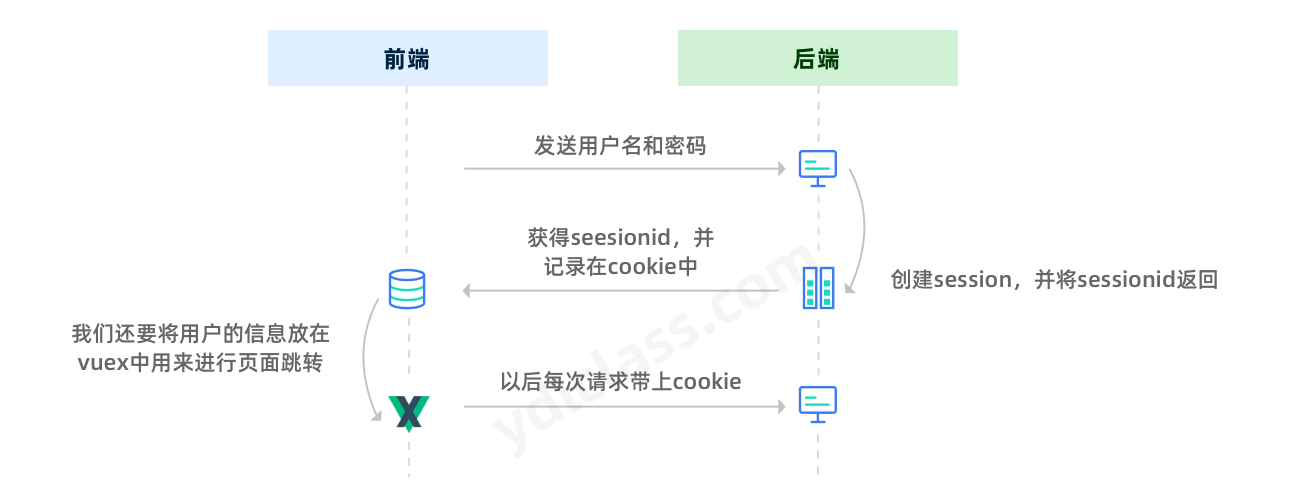 前端
后端
发送用户名和密码
获得seesionid，并
记录在cookie中
创建session，并将sessionid返回
我们还要将用户的信息放在
vuex中用来进行页面跳转
以后每次请求带上cookie
ydlclass.com